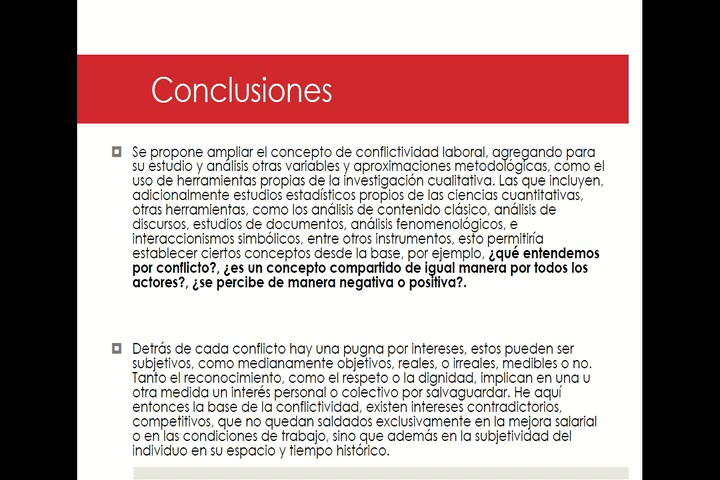 Conclusiones
Se propone ampliar el concepto de conflictividad laboral, agregando para
su estudio y análisis otras variables y aproximaciones metodológicas, como el
uso de herramientas propias de la investigación cualitativa. Las que incluyen,
adicionalmente estudios estadísticos propios de las ciencias cuantitativas,
otras herramientas, como los análisis de contenido clásico, análisis de
discursos, estudios de documentos, análisis fenomenológicos, e
interaccionismos simbólicos, entre otros instrumentos, esto permitiría
establecer ciertos conceptos desde la base, por ejemplo, ¿qué entendemos
por conflicto?, ¿es un concepto compartido de igual manera por todos los
actores?, ¿se percibe de manera negativa o positiva?.
Detrás de cada conflicto hay una pugna por intereses, estos pueden ser
subjetivos, como medianamente objetivos, reales, o irreales, medibles o no.
Tanto el reconocimiento, como el respeto o la dignidad, implican en una u
otra medida un interés personal o colectivo por salvaguardar. He aquí
entonces la base de la conflictividad, existen intereses contradictorios,
competitivos, que no quedan saldados exclusivamente en la mejora salarial
o en las condiciones de trabajo, sino que además en la subjetividad del
individuo en su espacio y tiempo histórico.